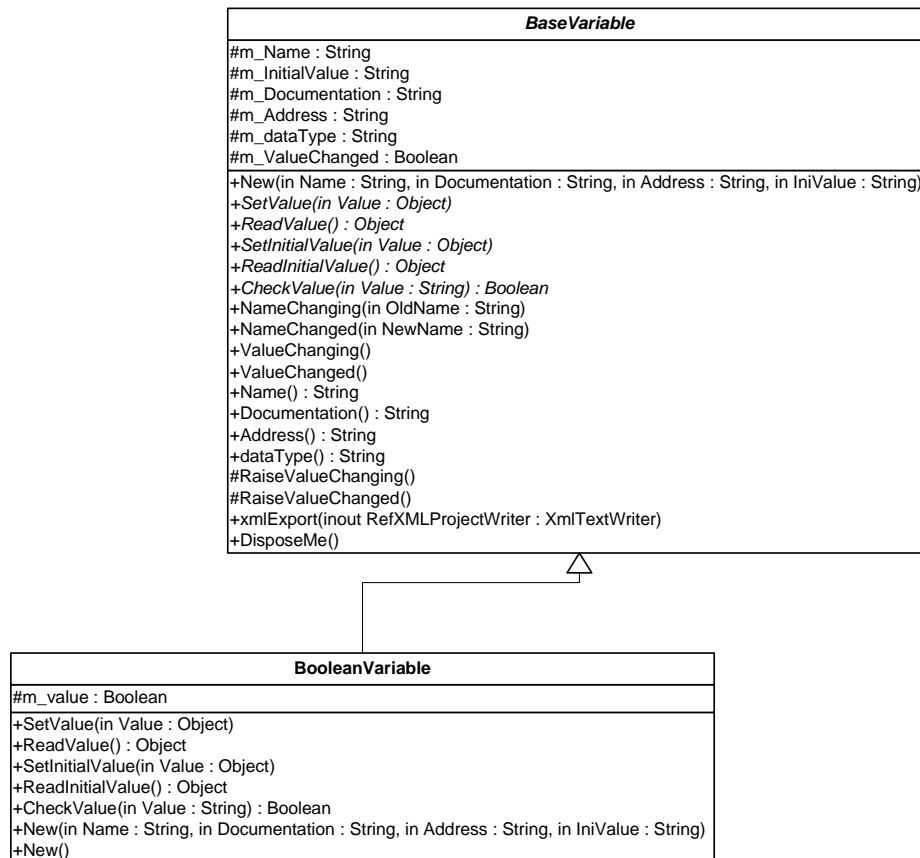 BaseVariable
#m_Name : String
#m_InitialValue : String
#m_Documentation : String
#m_Address : String
#m_dataType : String
#m_ValueChanged : Boolean
+New(in Name : String, in Documentation : String, in Address : String, in IniValue : String)
+SetValue(in Value : Object)
+ReadValue() : Object
+SetInitialValue(in Value : Object)
+ReadInitialValue() : Object
+CheckValue(in Value : String) : Boolean
+NameChanging(in OldName : String)
+NameChanged(in NewName : String)
+ValueChanging()
+ValueChanged()
+Name() : String
+Documentation() : String
+Address() : String
+dataType() : String
#RaiseValueChanging()
#RaiseValueChanged()
+xmlExport(inout RefXMLProjectWriter : XmlTextWriter)
+DisposeMe()
BooleanVariable
#m_value : Boolean
+SetValue(in Value : Object)
+ReadValue() : Object
+SetInitialValue(in Value : Object)
+ReadInitialValue() : Object
+CheckValue(in Value : String) : Boolean
+New(in Name : String, in Documentation : String, in Address : String, in IniValue : String)
+New()